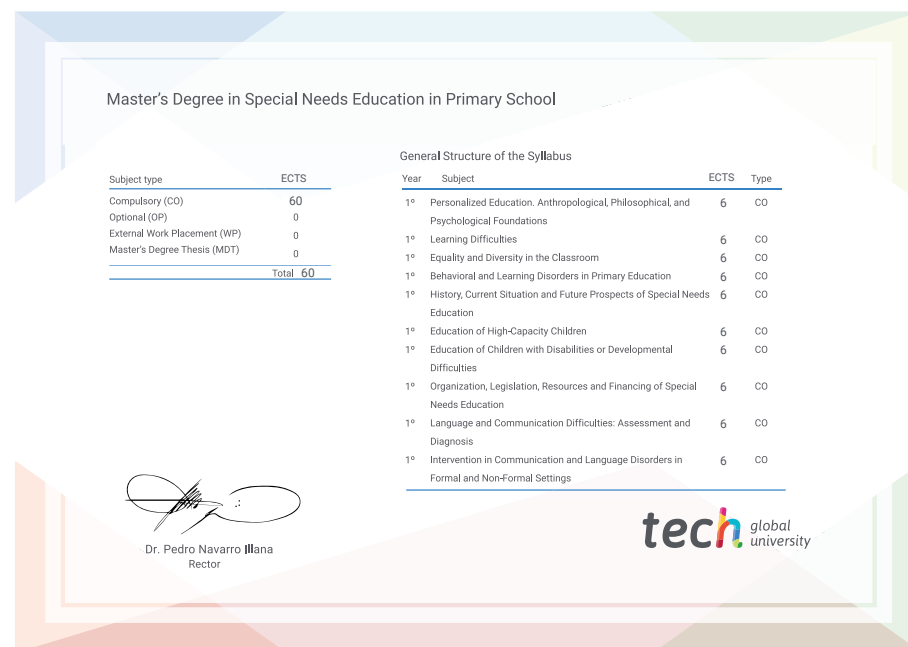 Master's Degree in Special Needs Education in Primary School
Subject type ECTS
Compulsory (CO) 60
Optional (OP) 0
External Work Placement (WP) 0
Master's Degree Thesis (MDT) 0
Total 60
General Structure of the Syllabus
Year Subject ECTS Type
1º Personalized Education. Anthropological, Philosophical, and 6 CO
Psychological Foundations
1º Learning Difficulties 6 CO
1º Equality and Diversity in the Classroom 6 CO
1º Behavioral and Learning Disorders in Primary Education 6 CO
1º History, Current Situation and Future Prospects of Special Needs 6 CO
Education
1º Education of High-Capacity Children 6 CO
1º Education of Children with Disabilities or Developmental 6 CO
Difficulties
1º Organization, Legislation, Resources and Financing of Special 6 CO
Needs Education
1º Language and Communication Difficulties: Assessment and 6 CO
Diagnosis
1º Intervention in Communication and Language Disorders in 6 CO
Formal and Non-Formal Settings
Dr. Pedro Navarro Illana
Rector
tech global
university